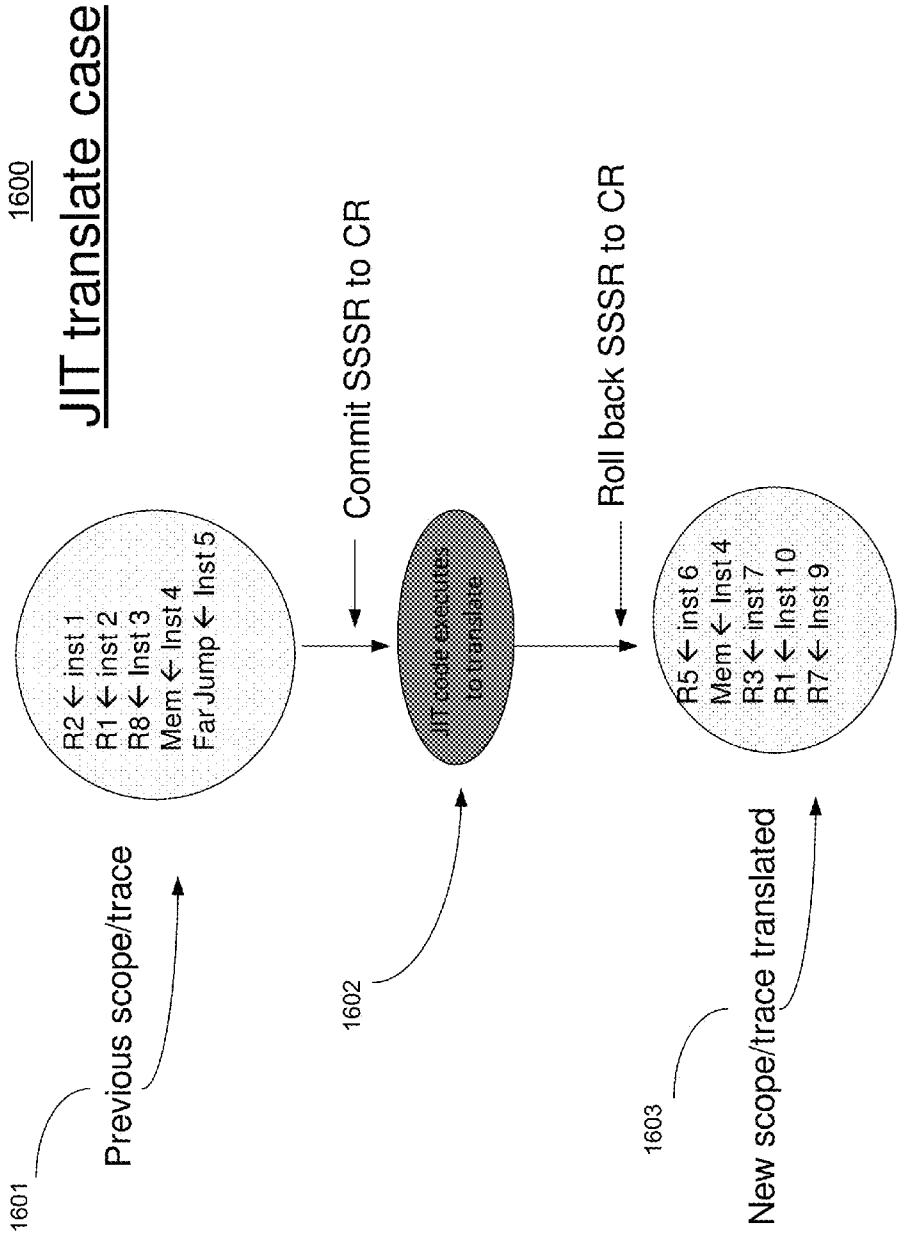 1600
JIT translate case
1601
Previous scope/trace
R2 ← inst 1
R1 ← inst 2
R8 ← Inst 3
Mem ← Inst 4
Far Jump ← Inst 5
Commit SSSR to CR
1602
JIT code executes
to translate
Roll back SSSR to CR
1603
New scope/trace translated
R5 ← inst 6
Mem ← Inst 4
R3 ← inst 7
R1 ← Inst 10
R7 ← Inst 9